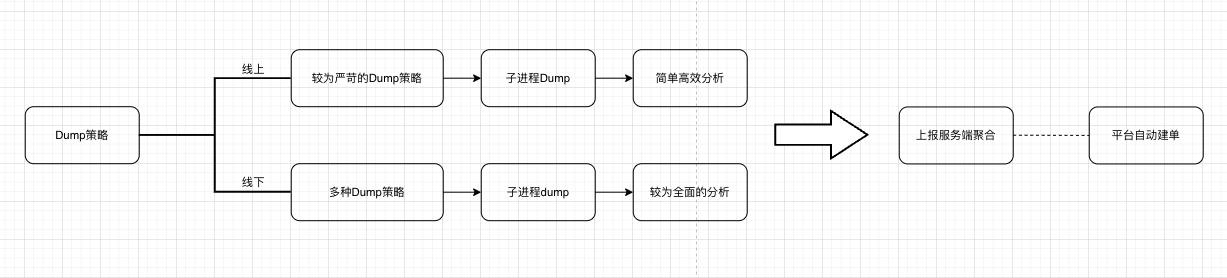 线上
较为严苛的Dump策略
子进程Dump
简单高效分析
Dump策略
上报服务端聚合
平台自动建单
线下
多种Dump策略
子进程dump
较为全面的分析